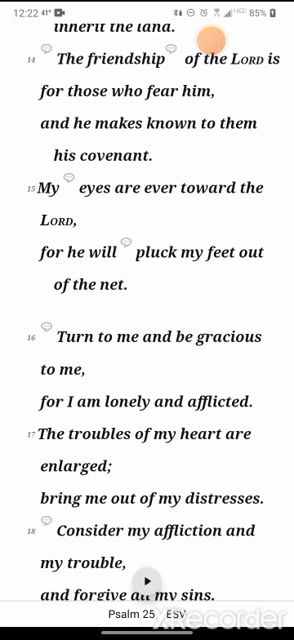 12:22 41° 85%
inherit the land.
14 The friendship of the LORD is
for those who fear him,
and he makes known to them
his covenant.
15 My eyes are ever toward the
LORD,
for he will pluck my feet out
of the net.
16 Turn to me and be gracious
to me,
for I am lonely and afflicted.
17 The troubles of my heart are
enlarged;
bring me out of my distresses.
18 Consider my affliction and
my trouble,
and forgive all my sins.
Psalm 25 ESV
XRecorder